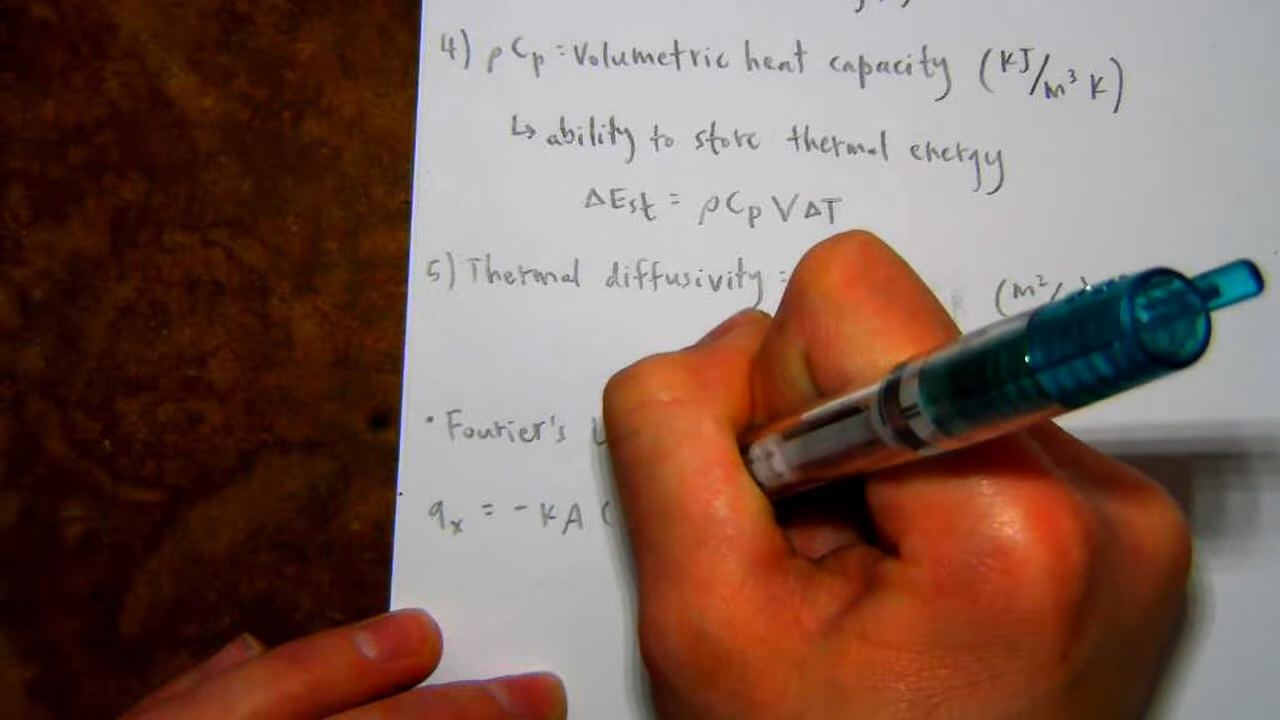 4) ρCp = Volumetric heat capacity (KJ/m³ K)
↳ ability to store thermal energy
ΔEst = ρCp V ΔT
5) Thermal diffusivity = (m²/
• Fourier's
qx = - KA (